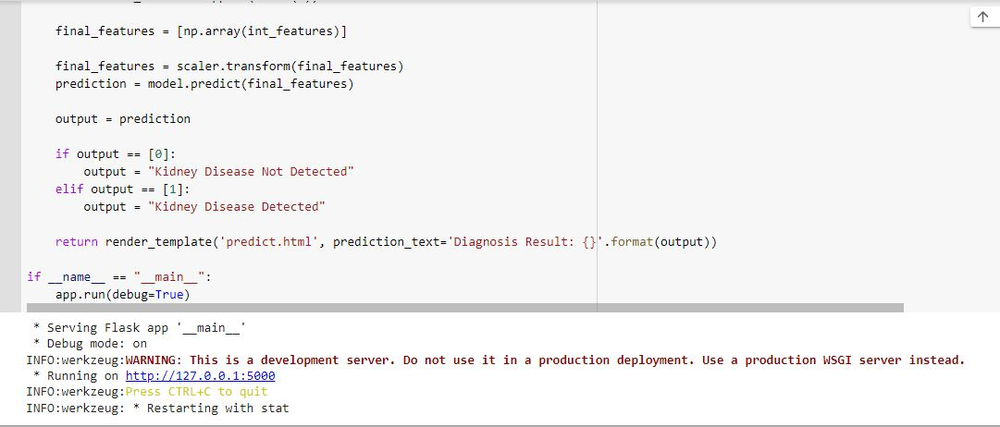 final_features = [np.array(int_features)]
final_features = scaler.transform(final_features)
prediction = model.predict(final_features)
output = prediction
if output == [0]:
output = "Kidney Disease Not Detected"
elif output == [1]:
output = "Kidney Disease Detected"
return render_template('predict.html', prediction_text='Diagnosis Result: {}'.format(output))
if __name__ == "__main__":
app.run(debug=True)
* Serving Flask app '__main__'
* Debug mode: on
INFO:werkzeug:WARNING: This is a development server. Do not use it in a production deployment. Use a production WSGI server instead.
* Running on http://127.0.0.1:5000
INFO:werkzeug:Press CTRL+C to quit
INFO:werkzeug: * Restarting with stat